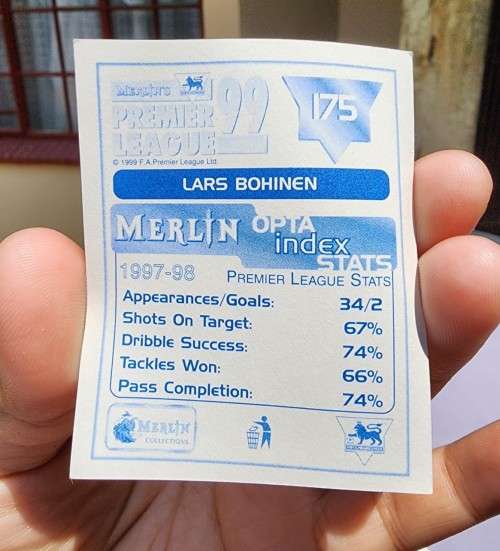 MERLIN'S
PREMIER
LEAGUE
99
© 1999 F.A.Premier League Ltd
175
LARS BOHINEN
MERLIN OPTA
index
STATS
1997-98 PREMIER LEAGUE STATS
Appearances/Goals: 34/2
Shots On Target: 67%
Dribble Success: 74%
Tackles Won: 66%
Pass Completion: 74%
MERLIN
COLLECTIONS